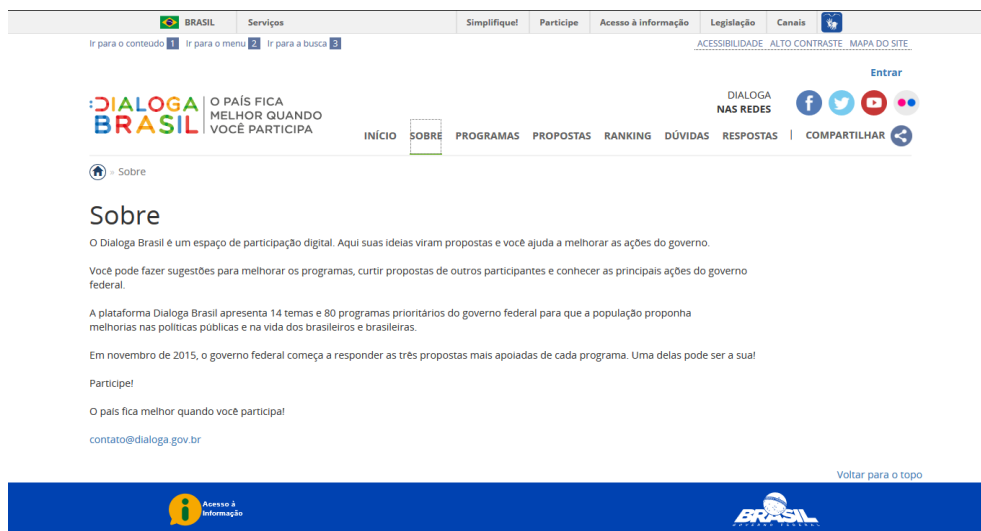 BRASIL Serviços Simplifique! Participe Acesso à informação Legislação Canais
Ir para o conteúdo 1 Ir para o menu 2 Ir para a busca 3 ACESSIBILIDADE ALTO CONTRASTE MAPA DO SITE
Entrar
:DIALOGA BRASIL
O PAÍS FICA
MELHOR QUANDO
VOCÊ PARTICIPA
DIALOGA
NAS REDES
INÍCIO SOBRE PROGRAMAS PROPOSTAS RANKING DÚVIDAS RESPOSTAS | COMPARTILHAR
» Sobre
Sobre
O Dialoga Brasil é um espaço de participação digital. Aqui suas ideias viram propostas e você ajuda a melhorar as ações do governo.
Você pode fazer sugestões para melhorar os programas, curtir propostas de outros participantes e conhecer as principais ações do governo
federal.
A plataforma Dialoga Brasil apresenta 14 temas e 80 programas prioritários do governo federal para que a população proponha
melhorias nas políticas públicas e na vida dos brasileiros e brasileiras.
Em novembro de 2015, o governo federal começa a responder as três propostas mais apoiadas de cada programa. Uma delas pode ser a sua!
Participe!
O país fica melhor quando você participa!
contato@dialoga.gov.br
Voltar para o topo
Acesso à
Informação
BRASIL
GOVERNO FEDERAL